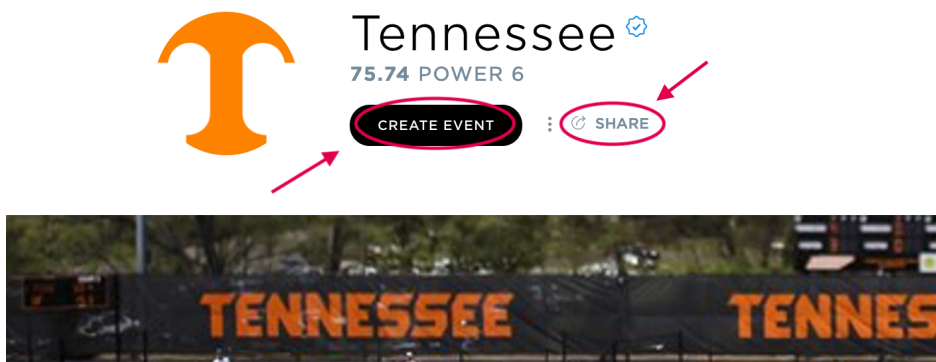 Tennessee
75.74 POWER 6
CREATE EVENT
SHARE
TENNESSEE
TENNES